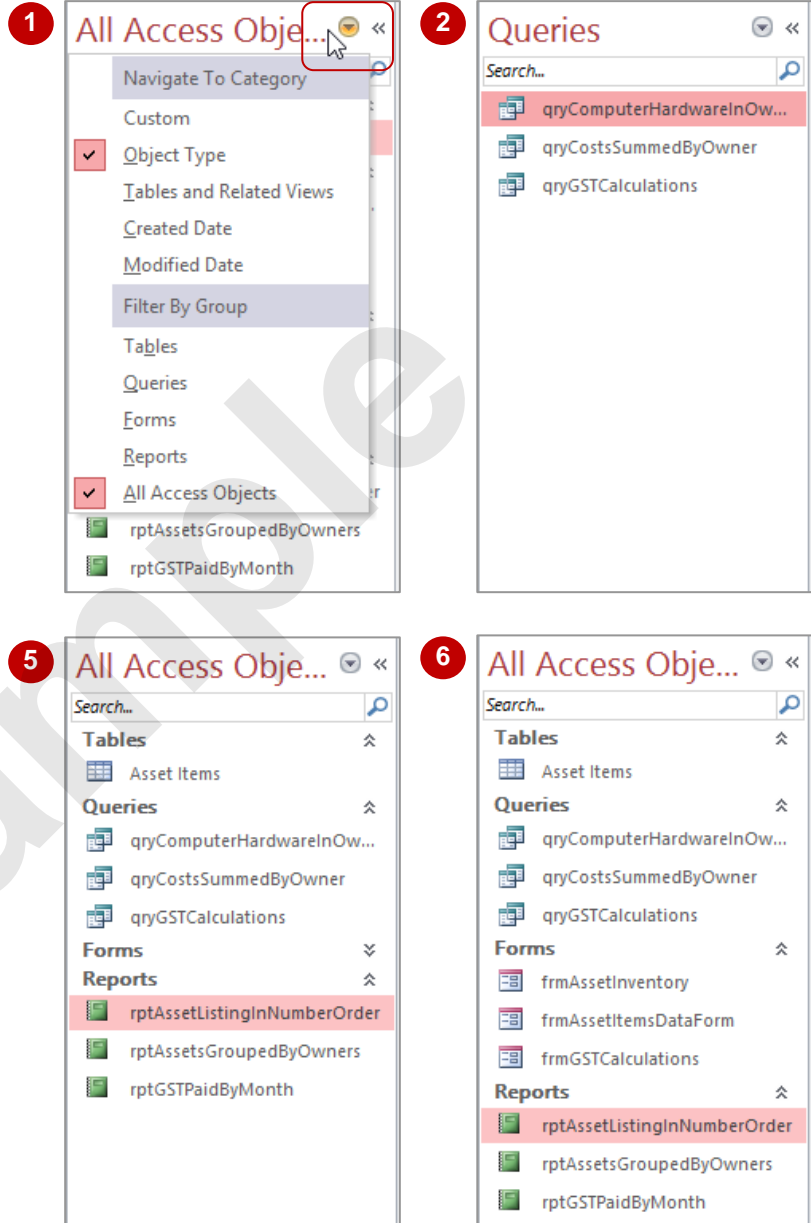 1
All Access Obje...
Navigate To Category
Custom
Object Type
Tables and Related Views
Created Date
Modified Date
Filter By Group
Tables
Queries
Forms
Reports
All Access Objects
rptAssetsGroupedByOwners
rptGSTPaidByMonth
2
Queries
Search...
qryComputerHardwareInOw...
qryCostsSummedByOwner
qryGSTCalculations
5
All Access Obje...
Search...
Tables
Asset Items
Queries
qryComputerHardwareInOw...
qryCostsSummedByOwner
qryGSTCalculations
Forms
Reports
rptAssetListingInNumberOrder
rptAssetsGroupedByOwners
rptGSTPaidByMonth
6
All Access Obje...
Search...
Tables
Asset Items
Queries
qryComputerHardwareInOw...
qryCostsSummedByOwner
qryGSTCalculations
Forms
frmAssetInventory
frmAssetItemsDataForm
frmGSTCalculations
Reports
rptAssetListingInNumberOrder
rptAssetsGroupedByOwners
rptGSTPaidByMonth
ample